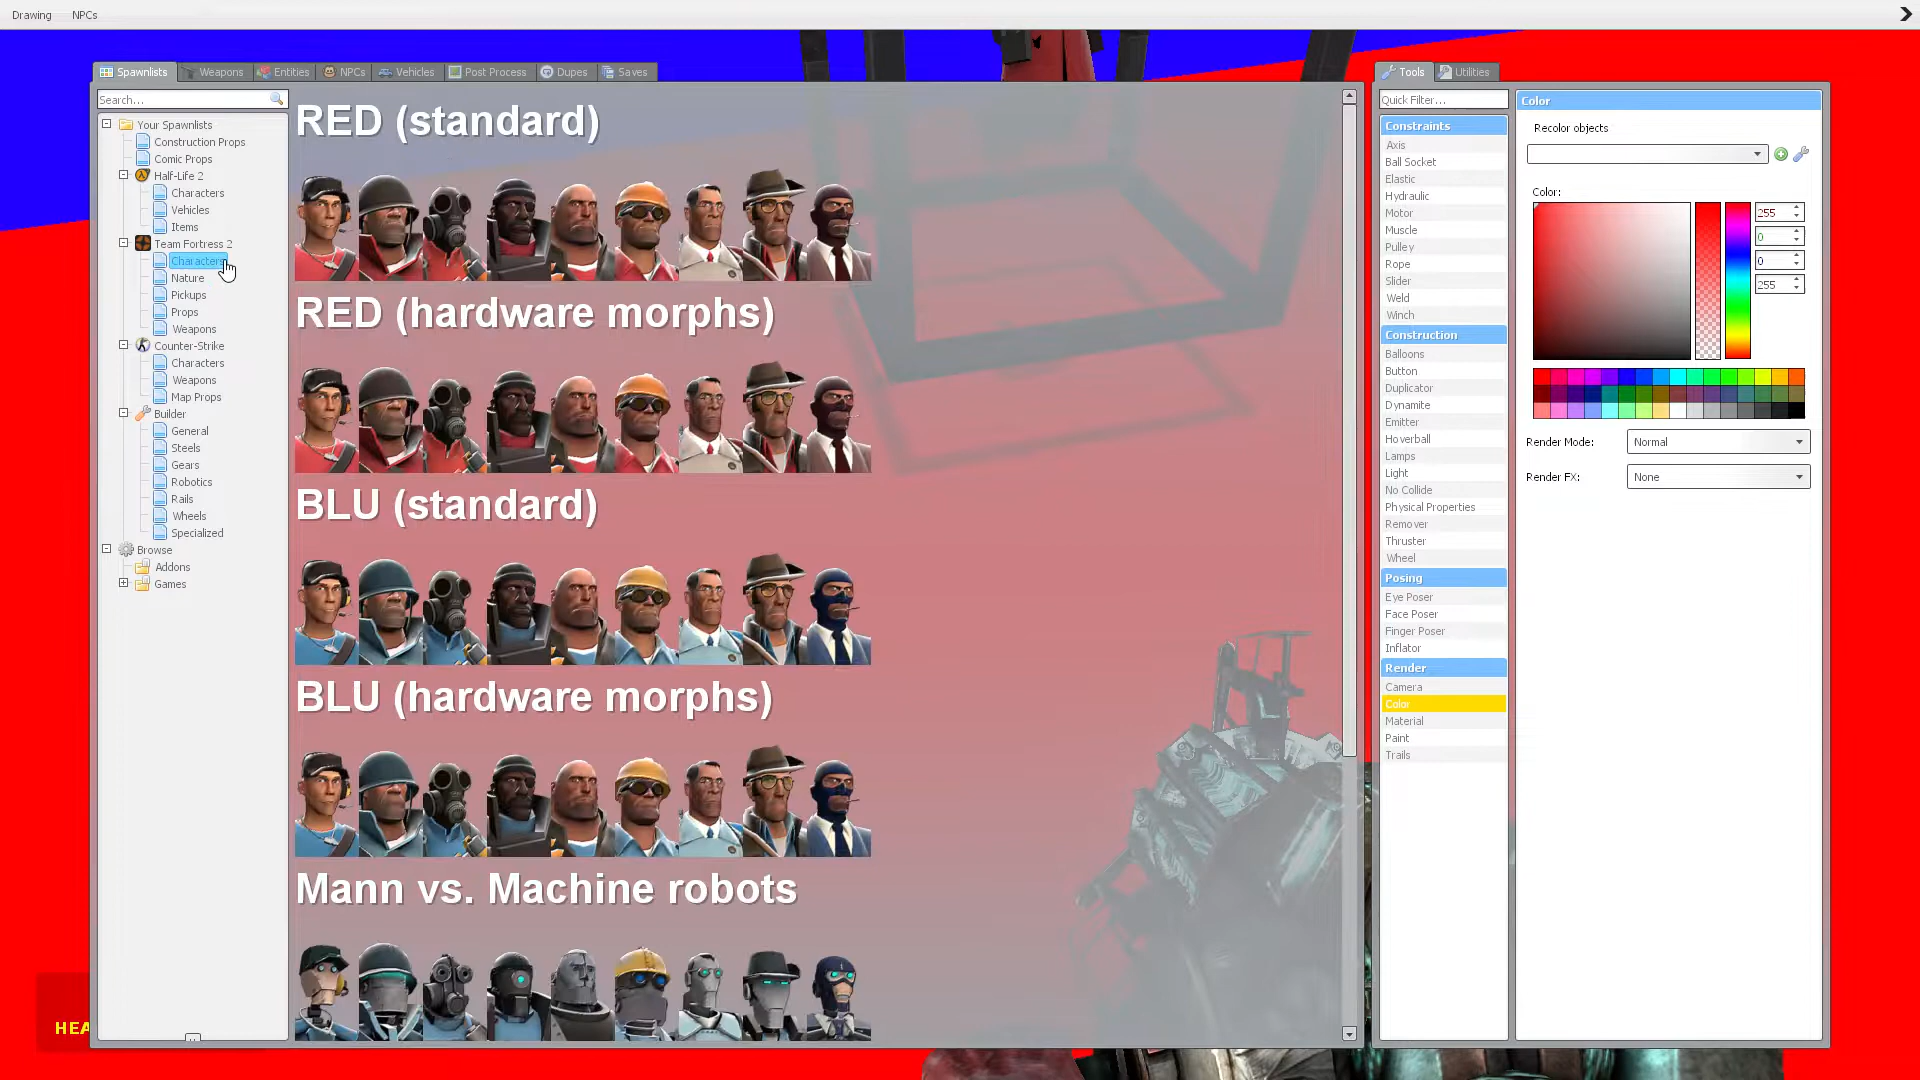 Drawing NPCs
Spawnlists Weapons Entities NPCs Vehicles Post Process Dupes Saves
Search...
Your Spawnlists
Construction Props
Comic Props
Half-Life 2
Characters
Vehicles
Items
Team Fortress 2
Characters
Nature
Pickups
Props
Weapons
Counter-Strike
Characters
Weapons
Map Props
Builder
General
Steels
Gears
Robotics
Rails
Wheels
Specialized
Browse
Addons
Games
RED (standard)
RED (hardware morphs)
BLU (standard)
BLU (hardware morphs)
Mann vs. Machine robots
HEA
Tools Utilities
Quick Filter...
Constraints
Axis
Ball Socket
Elastic
Hydraulic
Motor
Muscle
Pulley
Rope
Slider
Weld
Winch
Construction
Balloons
Button
Duplicator
Dynamite
Emitter
Hoverball
Lamps
Light
No Collide
Physical Properties
Remover
Thruster
Wheel
Posing
Eye Poser
Face Poser
Finger Poser
Inflator
Render
Camera
Color
Material
Paint
Trails
Color
Recolor objects
Color:
255
0
0
255
Render Mode: Normal
Render FX: None